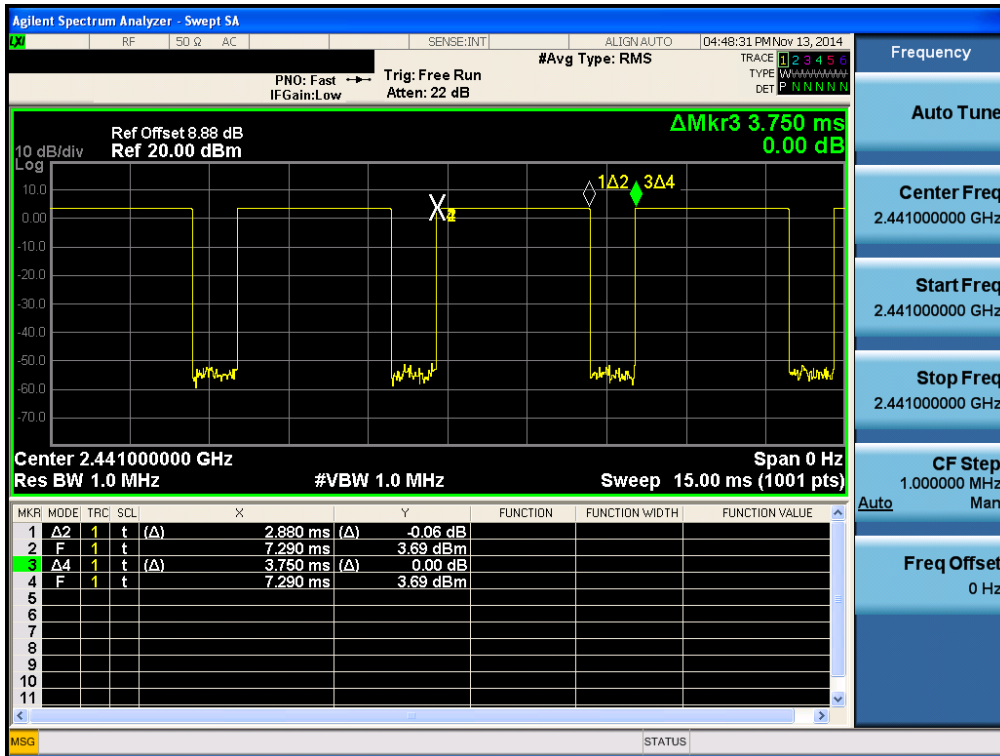 Agilent Spectrum Analyzer - Swept SA
LXI RF 50 Ω AC SENSE:INT ALIGN AUTO 04:48:31 PM Nov 13, 2014
#Avg Type: RMS TRACE 1 2 3 4 5 6
PNO: Fast Trig: Free Run TYPE W
IFGain:Low Atten: 22 dB DET P N N N N N
Frequency
Auto Tune
Center Freq
2.441000000 GHz
Start Freq
2.441000000 GHz
Stop Freq
2.441000000 GHz
CF Step
1.000000 MHz
Auto Man
Freq Offset
0 Hz
ΔMkr3 3.750 ms
0.00 dB
Ref Offset 8.88 dB
10 dB/div Ref 20.00 dBm
Log
1Δ2 3Δ4
10.0
0.00
-10.0
-20.0
-30.0
-40.0
-50.0
-60.0
-70.0
Center 2.441000000 GHz Span 0 Hz
Res BW 1.0 MHz #VBW 1.0 MHz Sweep 15.00 ms (1001 pts)
MKR MODE TRC SCL X Y FUNCTION FUNCTION WIDTH FUNCTION VALUE
1 Δ2 1 t (Δ) 2.880 ms (Δ) -0.06 dB
2 F 1 t 7.290 ms 3.69 dBm
3 Δ4 1 t (Δ) 3.750 ms (Δ) 0.00 dB
4 F 1 t 7.290 ms 3.69 dBm
5
6
7
8
9
10
11
MSG STATUS